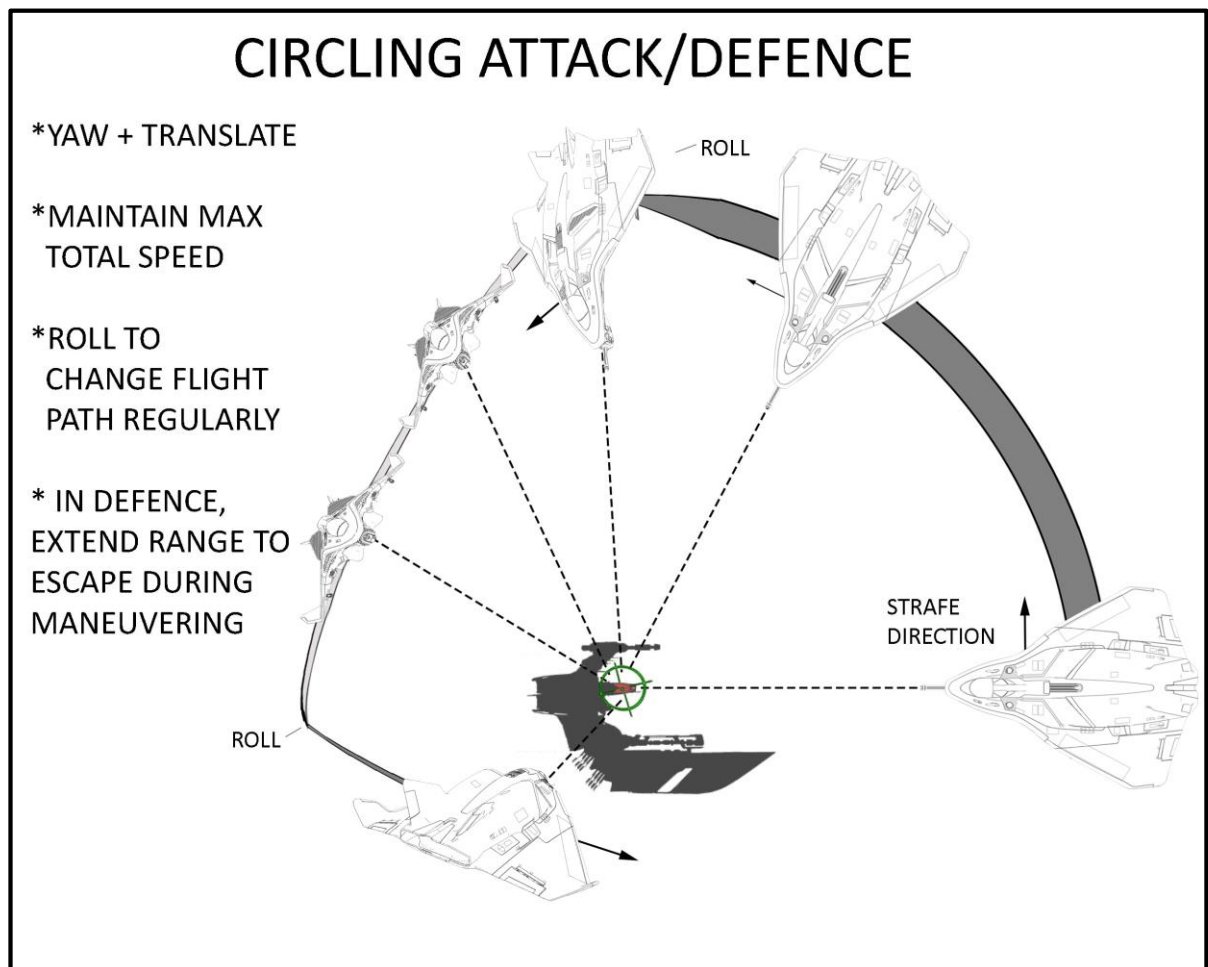 CIRCLING ATTACK/DEFENCE
*YAW + TRANSLATE
*MAINTAIN MAX
TOTAL SPEED
*ROLL TO
CHANGE FLIGHT
PATH REGULARLY
* IN DEFENCE,
EXTEND RANGE TO
ESCAPE DURING
MANEUVERING
ROLL
STRAFE
DIRECTION
ROLL